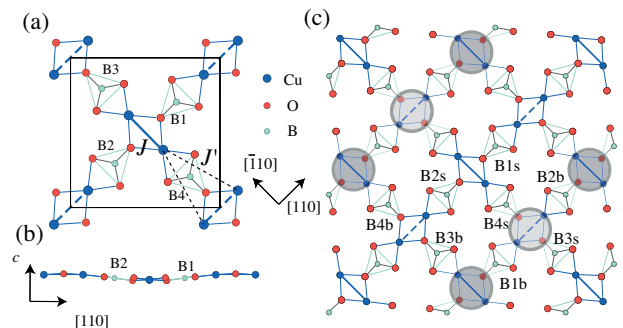 (a)
(c)
B3
B1
Cu
O
B
B2
J
J'
B4
[1̄10]
[110]
B2s
B1s
B2b
B4b
B4s
B3b
B3s
B1b
(b)
c
B2
B1
[110]